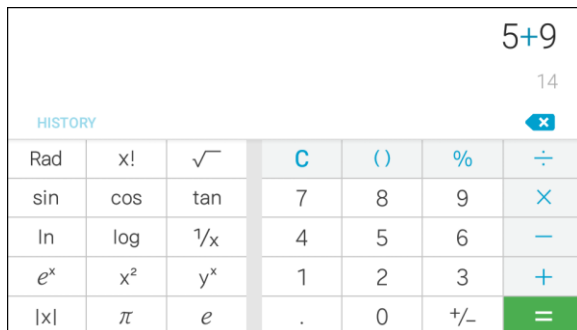 5+9
14
HISTORY
Rad x! √ C () % ÷
sin cos tan 7 8 9 ×
ln log 1/x 4 5 6 −
eˣ x² yˣ 1 2 3 +
|x| π e . 0 +/− =